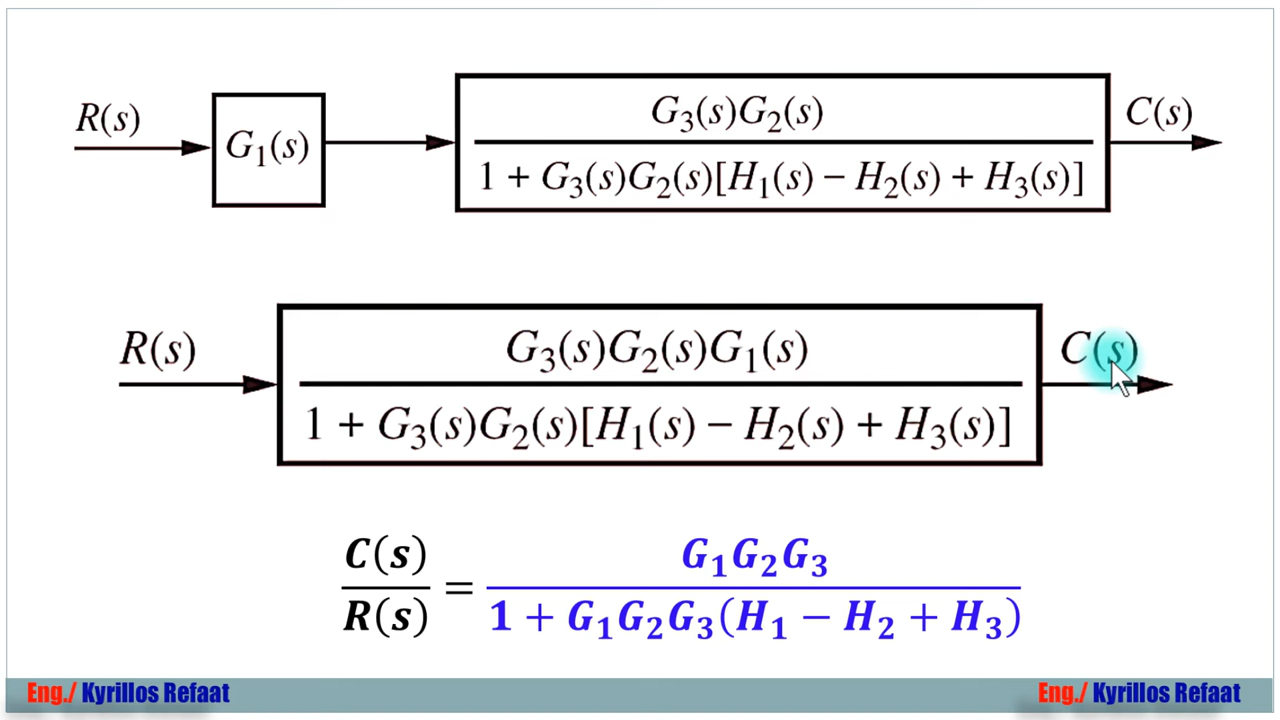 R(s) G₁(s) G₃(s)G₂(s) C(s)
1 + G₃(s)G₂(s)[H₁(s) − H₂(s) + H₃(s)]
R(s) G₃(s)G₂(s)G₁(s) C(s)
1 + G₃(s)G₂(s)[H₁(s) − H₂(s) + H₃(s)]
C(s) = G₁G₂G₃
R(s) 1 + G₁G₂G₃(H₁ − H₂ + H₃)
Eng./ Kyrillos Refaat Eng./ Kyrillos Refaat